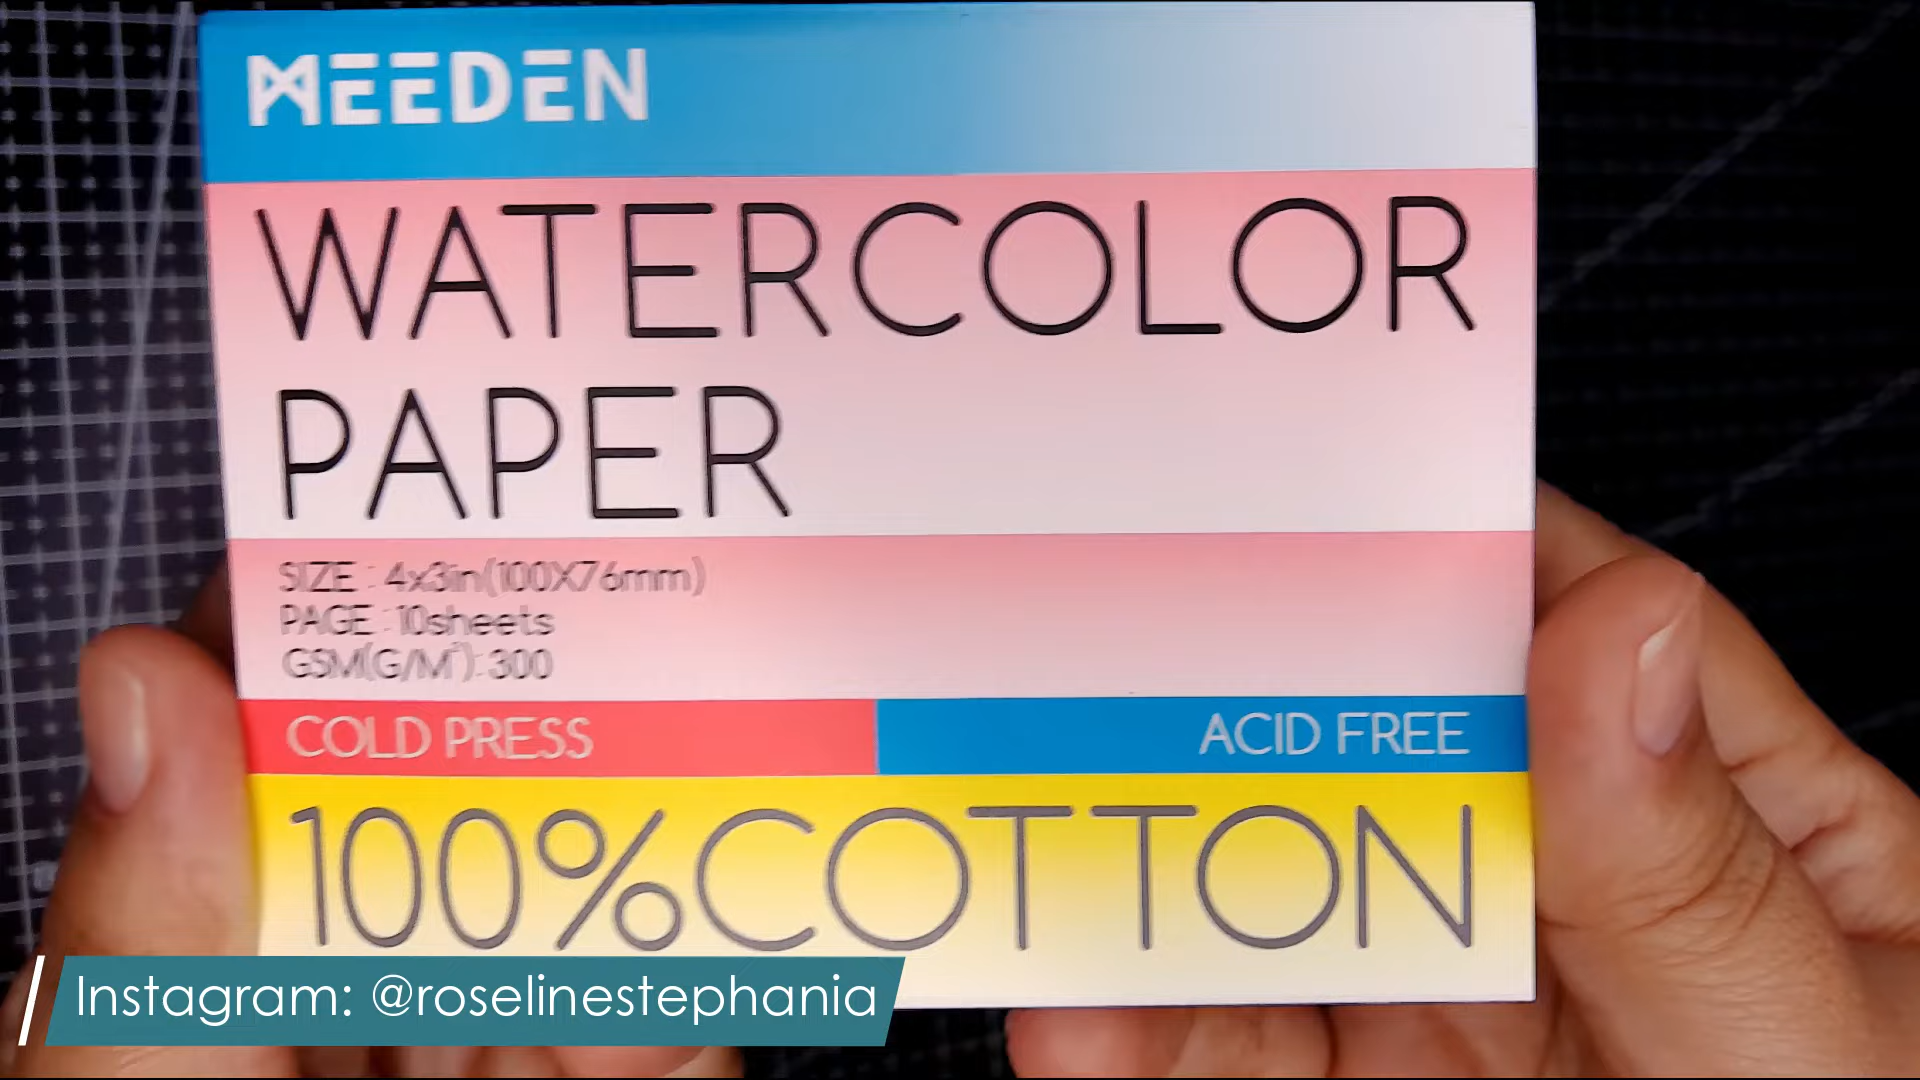 MEEDEN
WATERCOLOR
PAPER
SIZE : 4x3in(100X76mm)
PAGE : 10sheets
GSM(G/M²): 300
COLD PRESS
ACID FREE
100%COTTON
Instagram: @roselinestephania